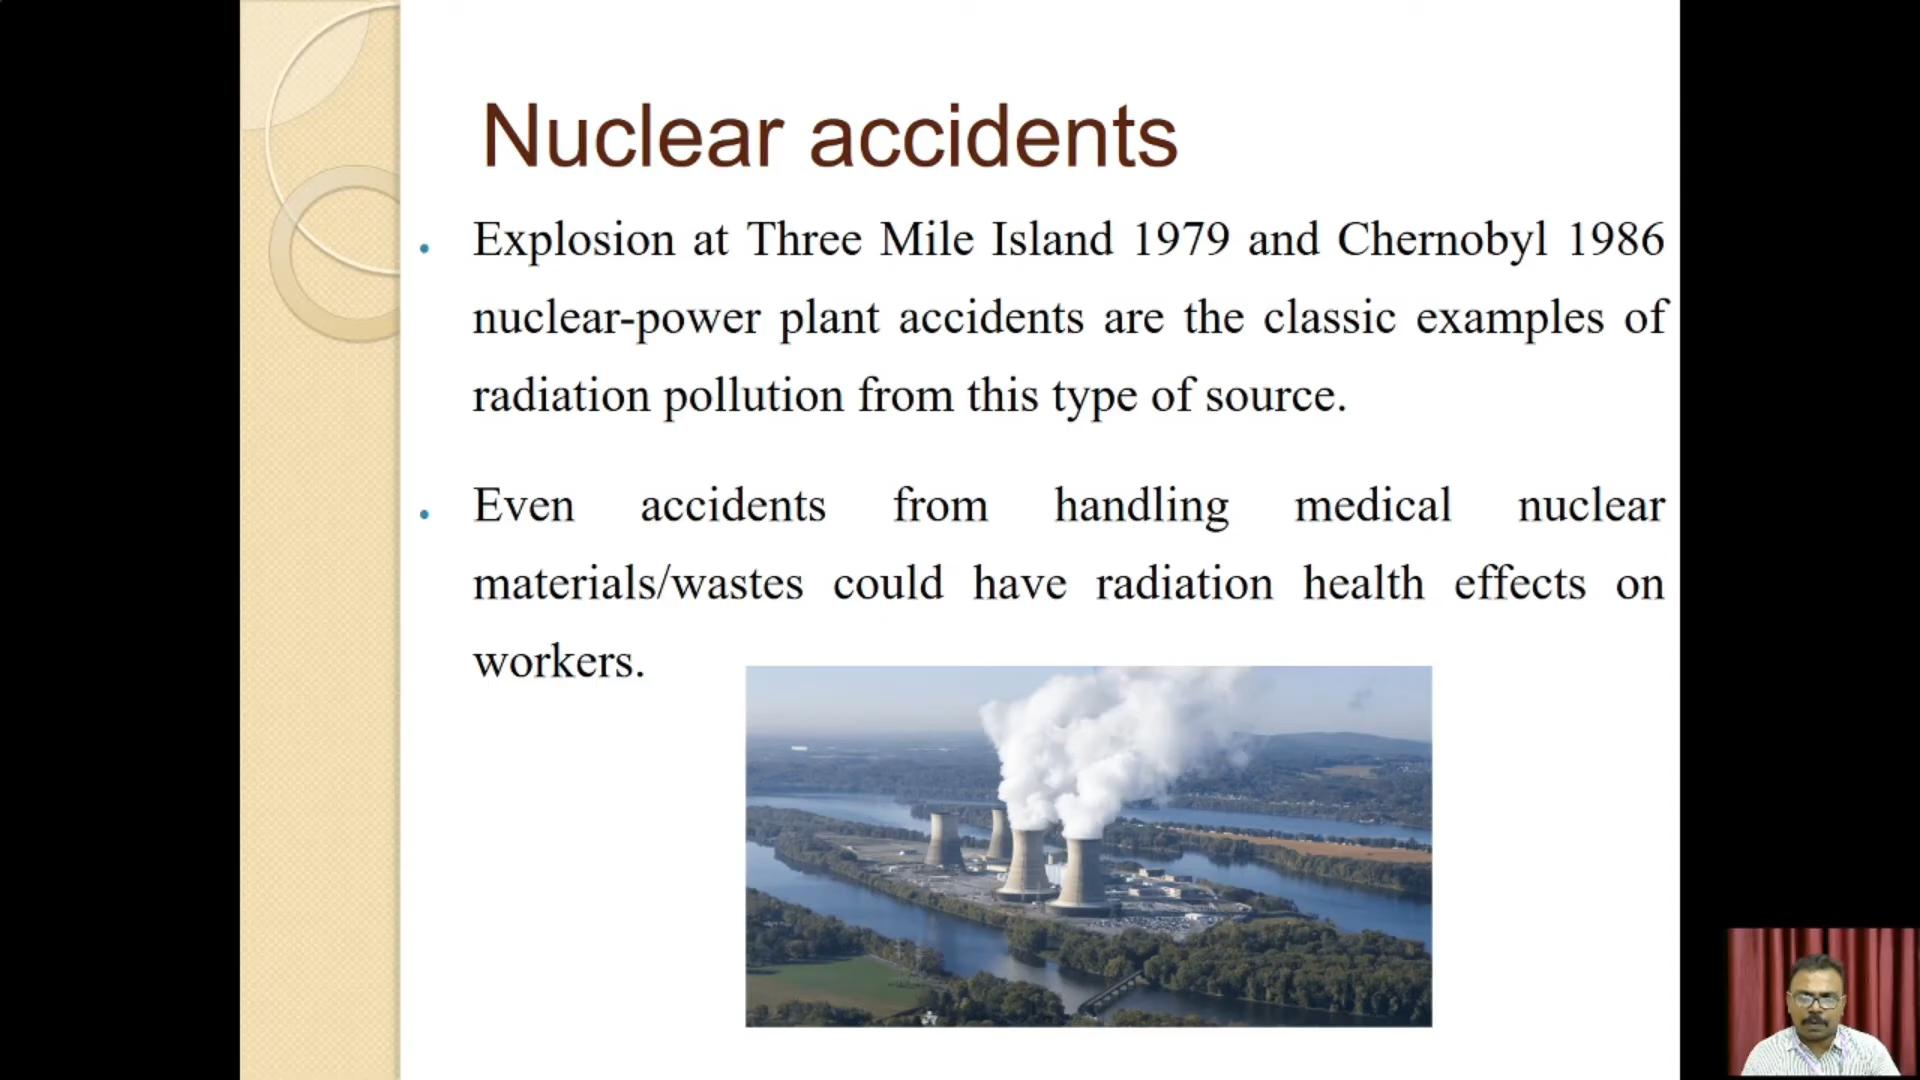 Nuclear accidents
• Explosion at Three Mile Island 1979 and Chernobyl 1986
nuclear-power plant accidents are the classic examples of
radiation pollution from this type of source.
• Even accidents from handling medical nuclear
materials/wastes could have radiation health effects on
workers.